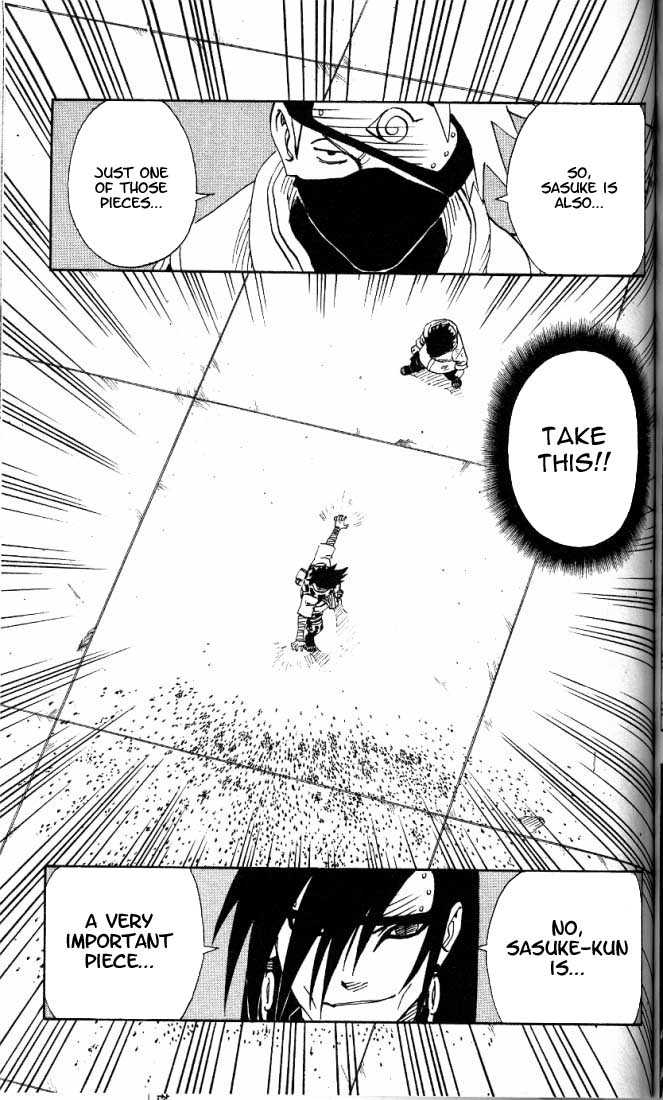 SO,
SASUKE IS
ALSO...
JUST ONE
OF THOSE
PIECES...
TAKE
THIS!!
NO,
SASUKE-KUN
IS...
A VERY
IMPORTANT
PIECE...